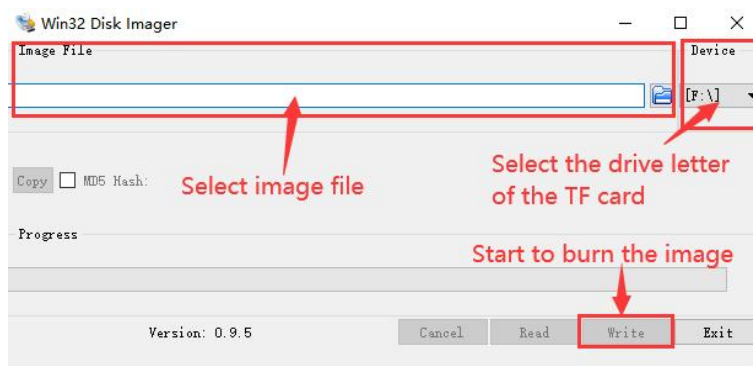 Win32 Disk Imager
Image File
Device
[F:\]
Copy
MD5 Hash:
Select image file
Select the drive letter
of the TF card
Progress
Start to burn the image
Version: 0.9.5
Cancel
Read
Write
Exit